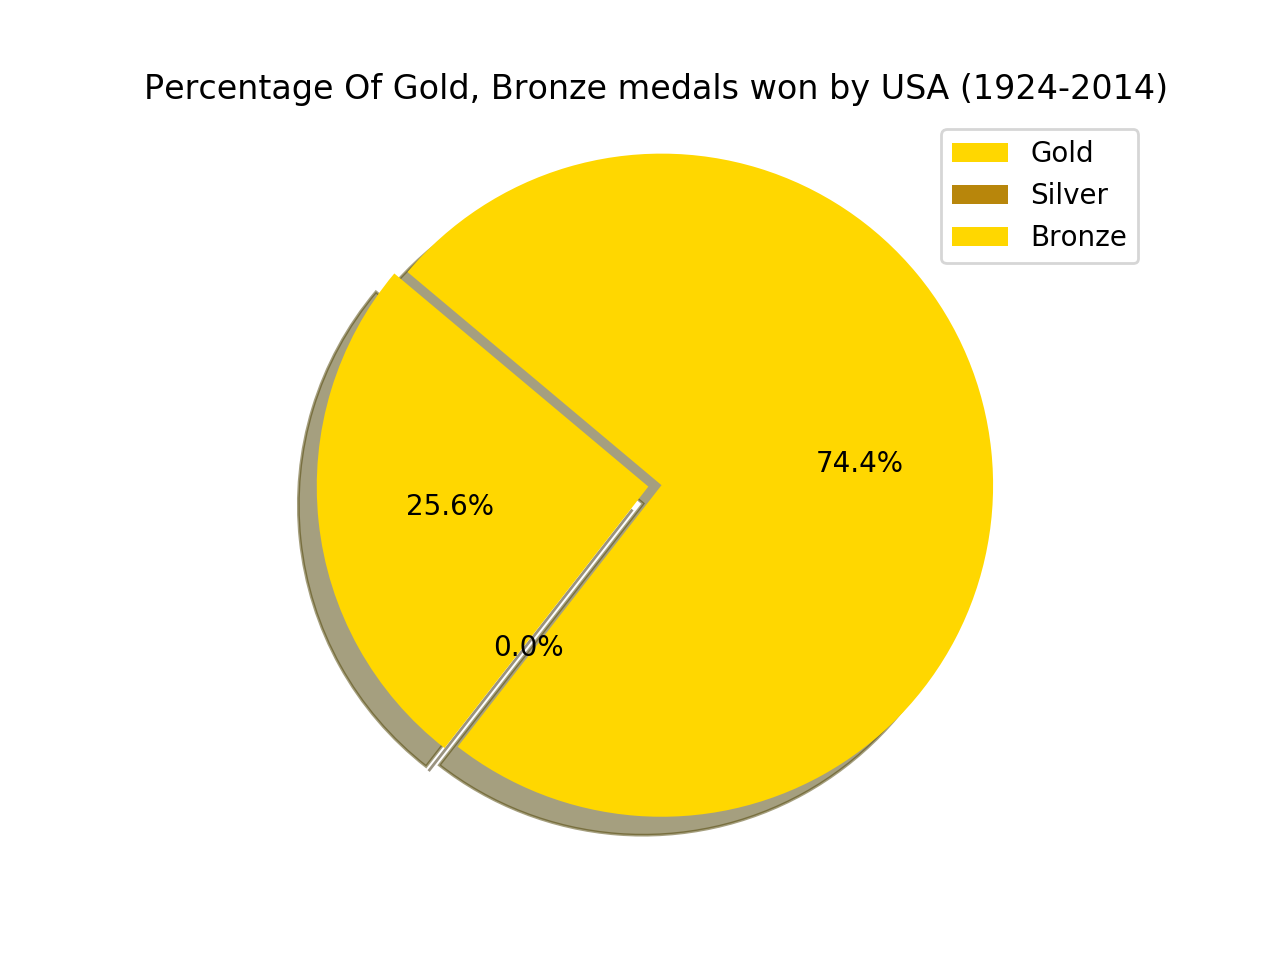 Percentage Of Gold, Bronze medals won by USA (1924-2014)
Gold
Silver
Bronze
74.4%
25.6%
0.0%